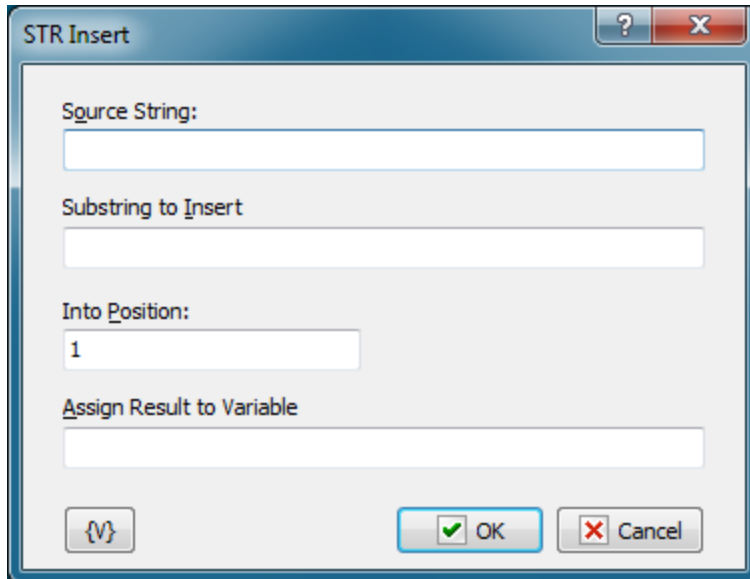 STR Insert
?
Source String:
Substring to Insert
Into Position:
1
Assign Result to Variable
{V}
OK
Cancel